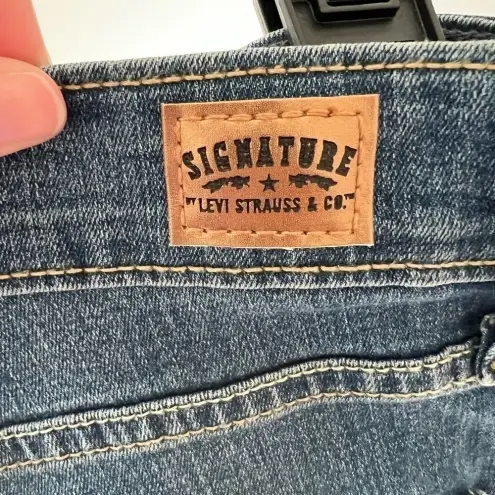 SIGNATURE
BY LEVI STRAUSS & CO.™